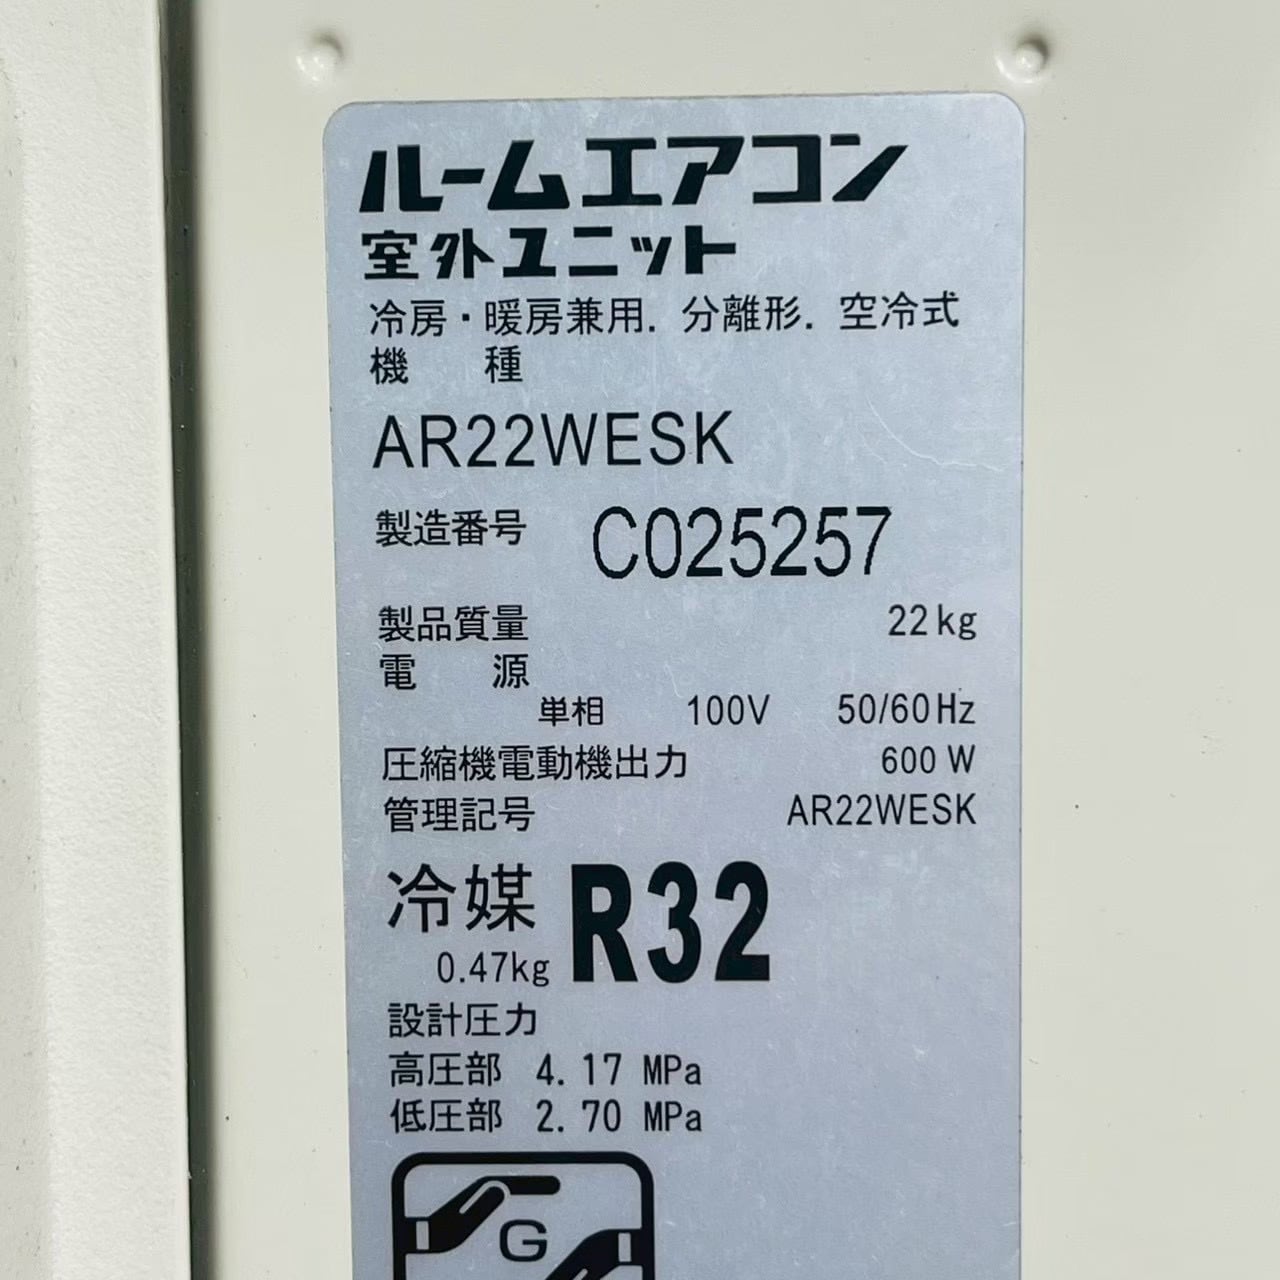 ルームエアコン
室外ユニット
冷房・暖房兼用．分離形．空冷式
機 種
AR22WESK
製造番号 C025257
製品質量 22kg
電 源
単相 100V 50/60Hz
圧縮機電動機出力 600 W
管理記号 AR22WESK
冷媒 R32
0.47kg
設計圧力
高圧部 4.17 MPa
低圧部 2.70 MPa
G